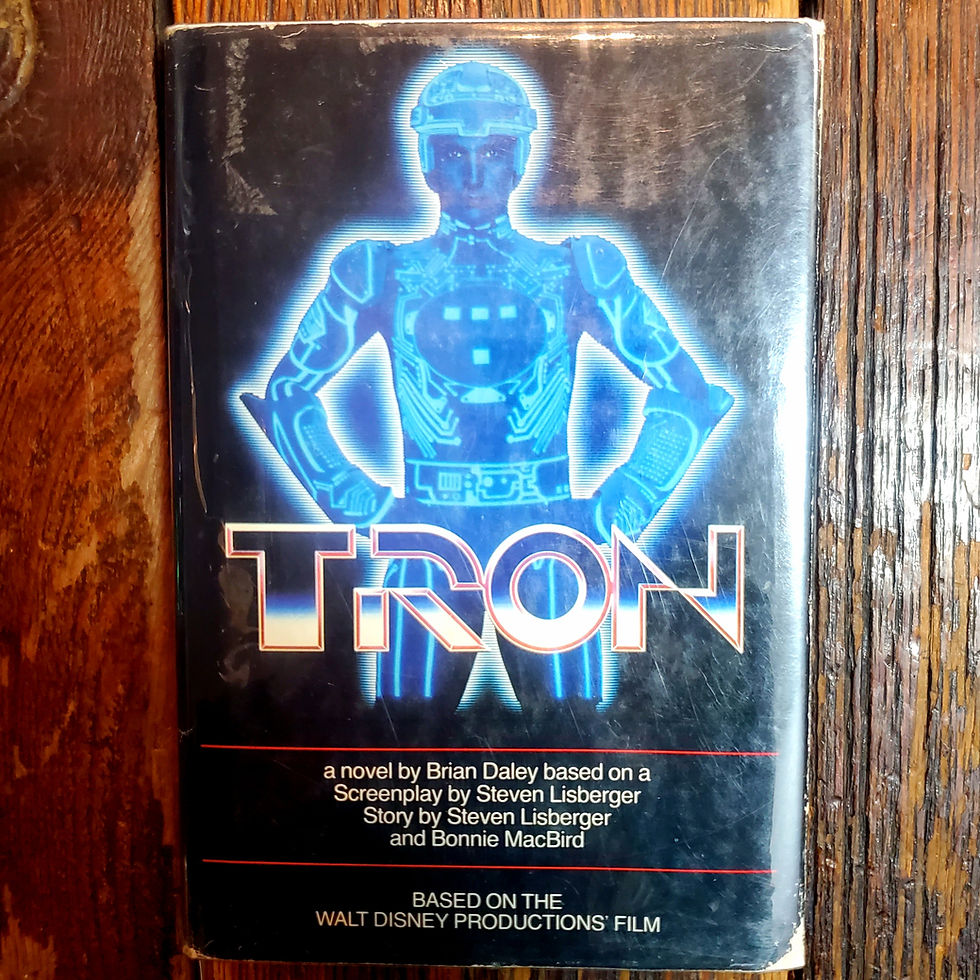 TRON
a novel by Brian Daley based on a
Screenplay by Steven Lisberger
Story by Steven Lisberger
and Bonnie MacBird
BASED ON THE
WALT DISNEY PRODUCTIONS' FILM